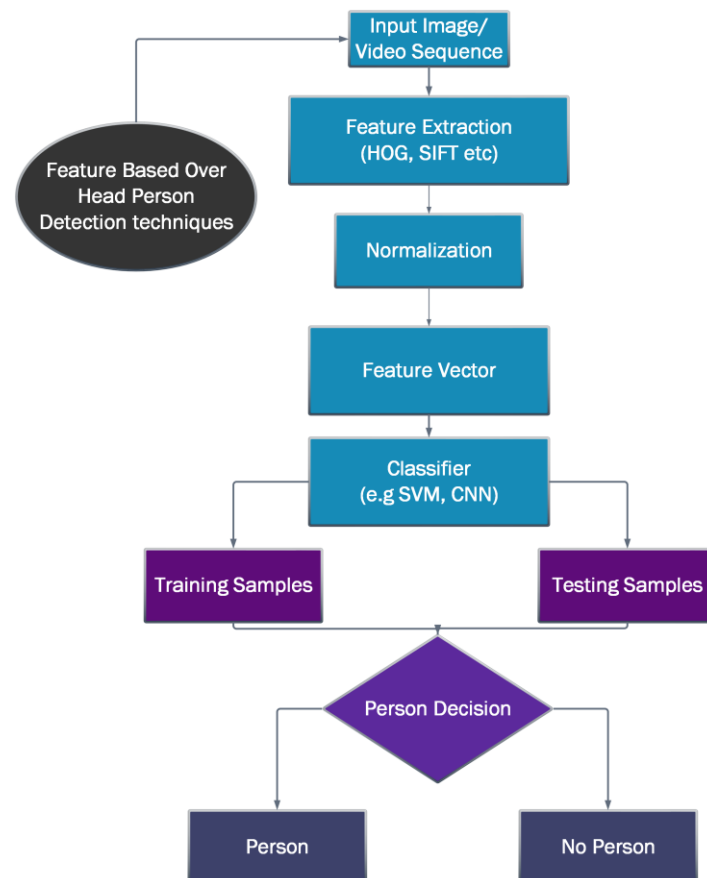 Input Image/
Video Sequence
Feature Extraction
(HOG, SIFT etc)
Feature Based Over
Head Person
Detection techniques
Normalization
Feature Vector
Classifier
(e.g SVM, CNN)
Training Samples
Testing Samples
Person Decision
Person
No Person